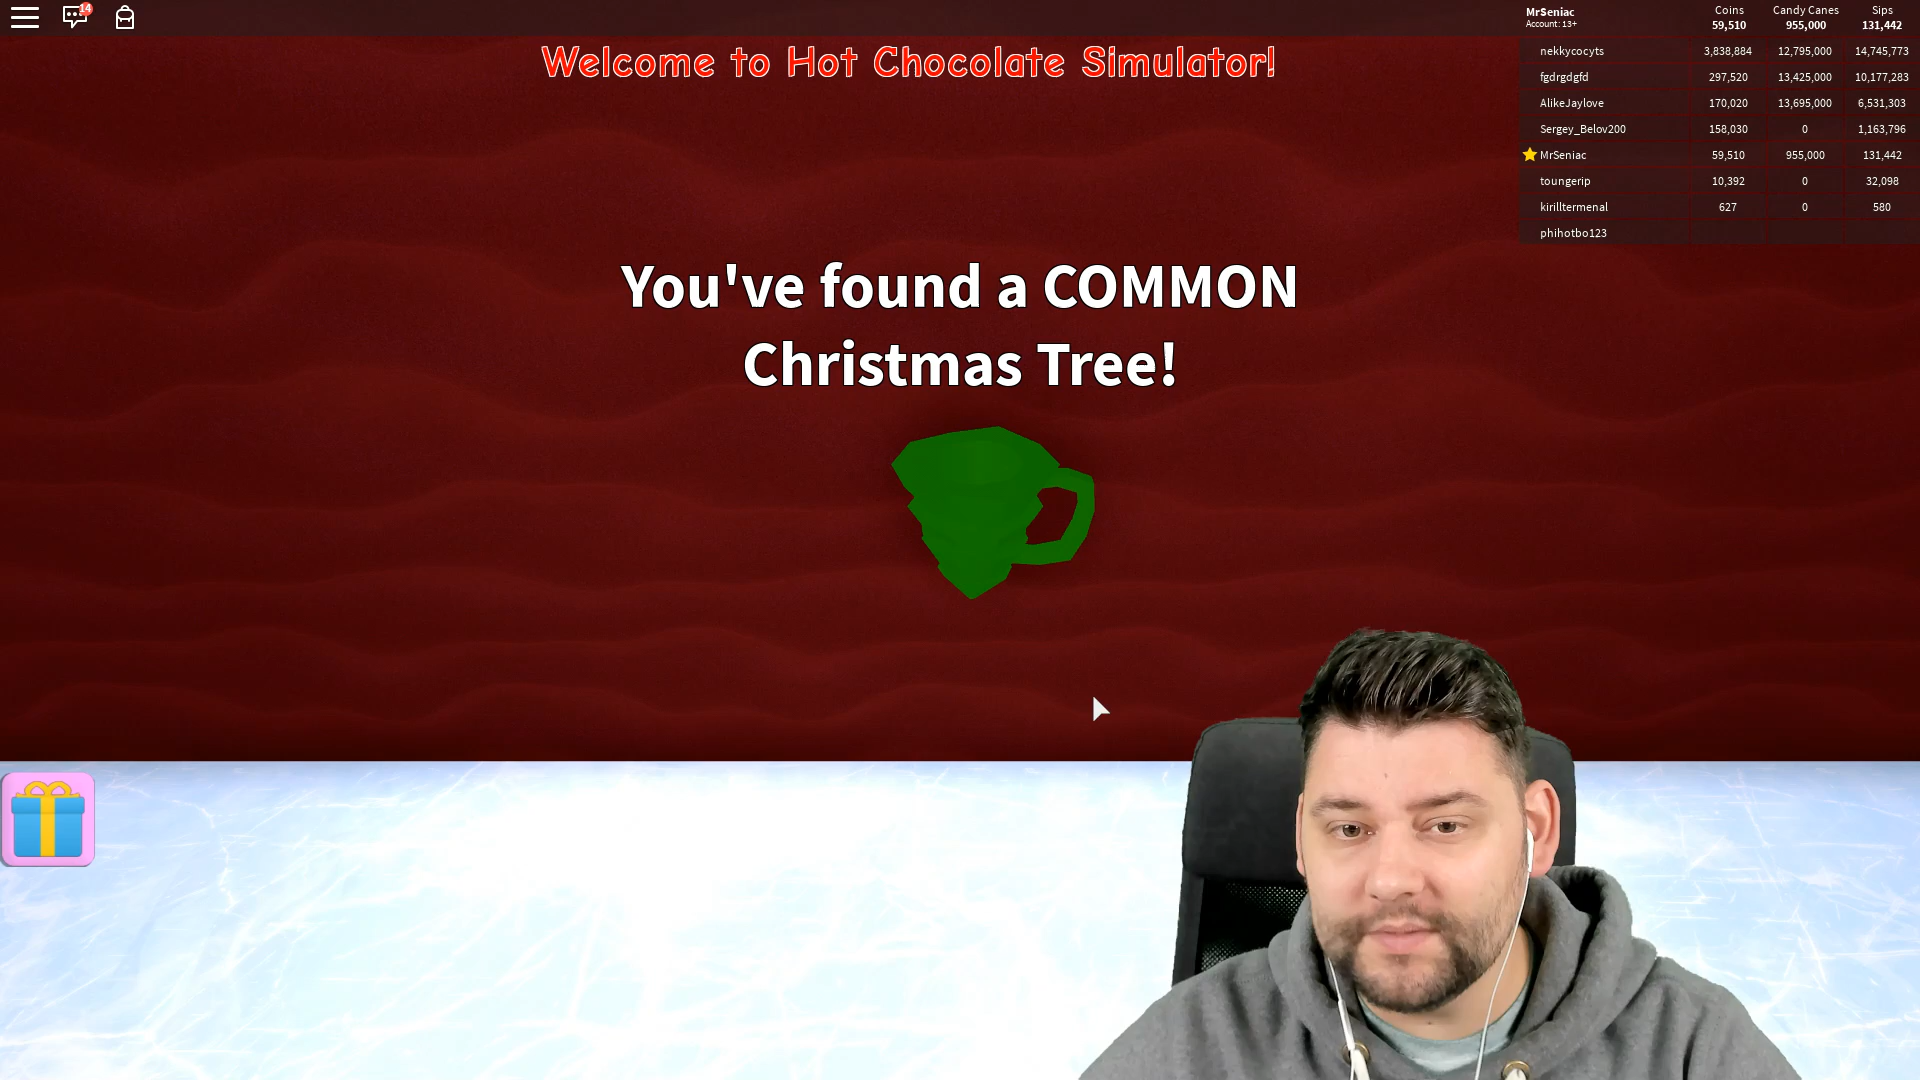 14
MrSeniac
Account: 13+
Coins Candy Canes Sips
59,510 955,000 131,442
Welcome to Hot Chocolate Simulator!
nekkycocyts 3,838,884 12,795,000 14,745,773
fgdrgdgfd 297,520 13,425,000 10,177,283
AlikeJaylove 170,020 13,695,000 6,531,303
Sergey_Belov200 158,030 0 1,163,796
MrSeniac 59,510 955,000 131,442
toungerip 10,392 0 32,098
kirilltermenal 627 0 580
phihotbo123
You've found a COMMON
Christmas Tree!